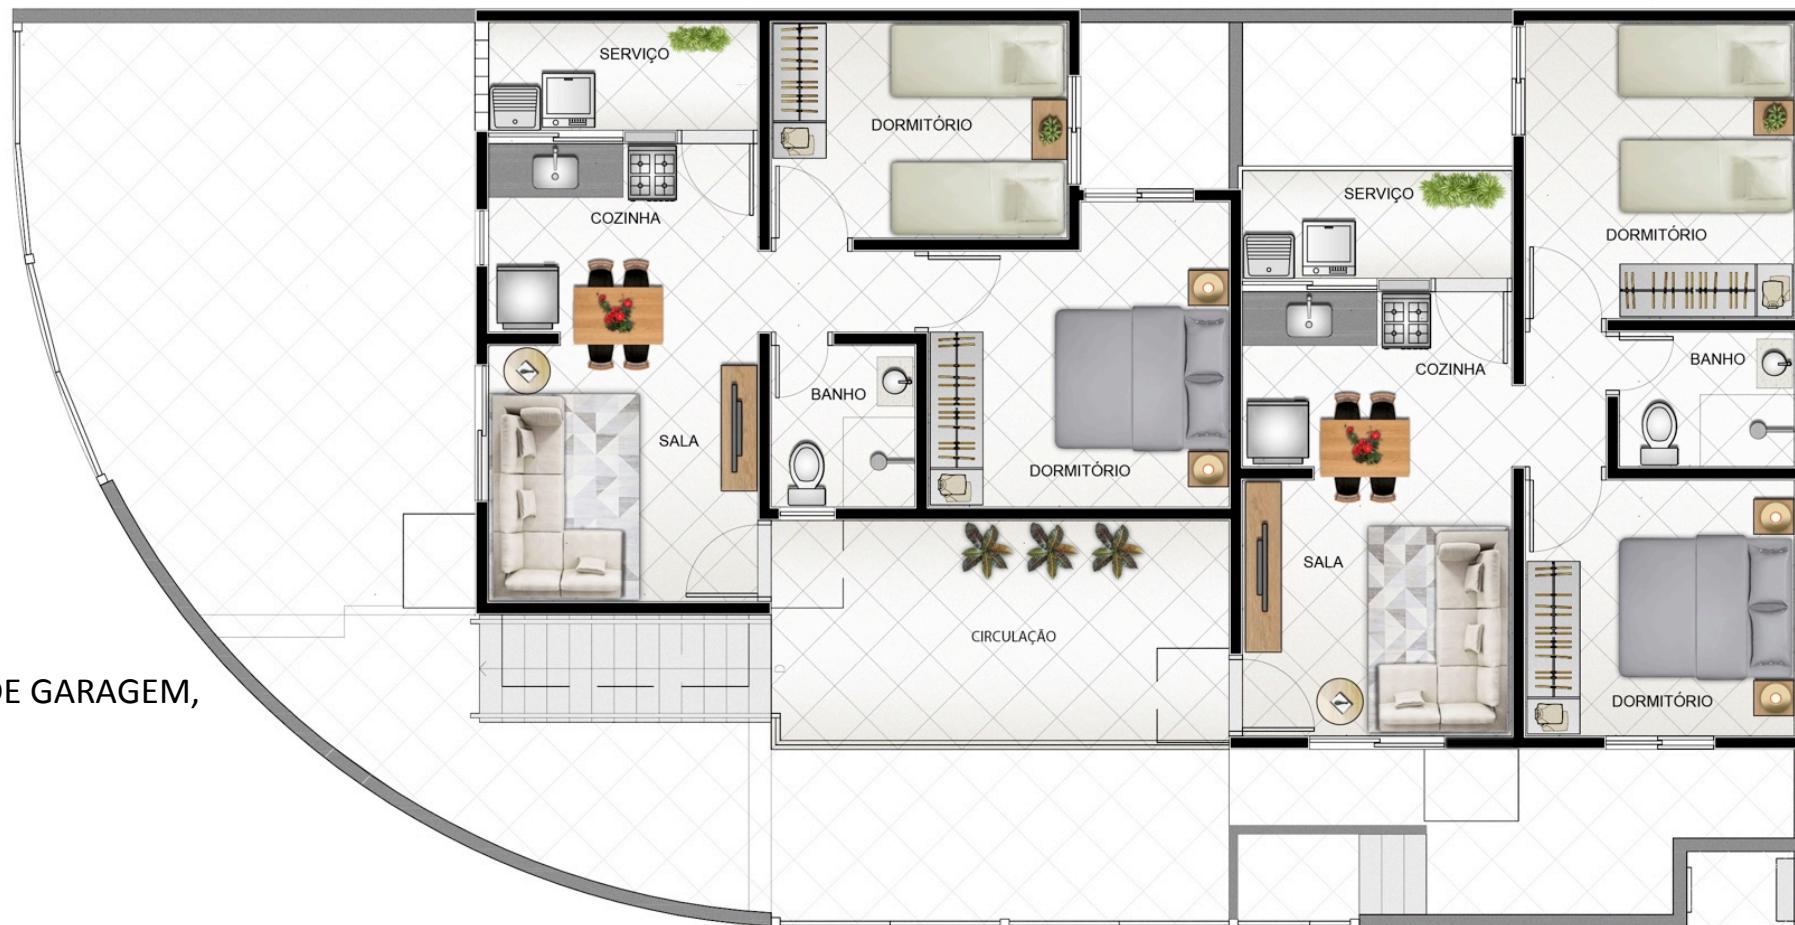 SERVIÇO
DORMITÓRIO
COZINHA
SERVIÇO
DORMITÓRIO
BANHO
BANHO
COZINHA
SALA
DORMITÓRIO
SALA
CIRCULAÇÃO
DE GARAGEM,
DORMITÓRIO